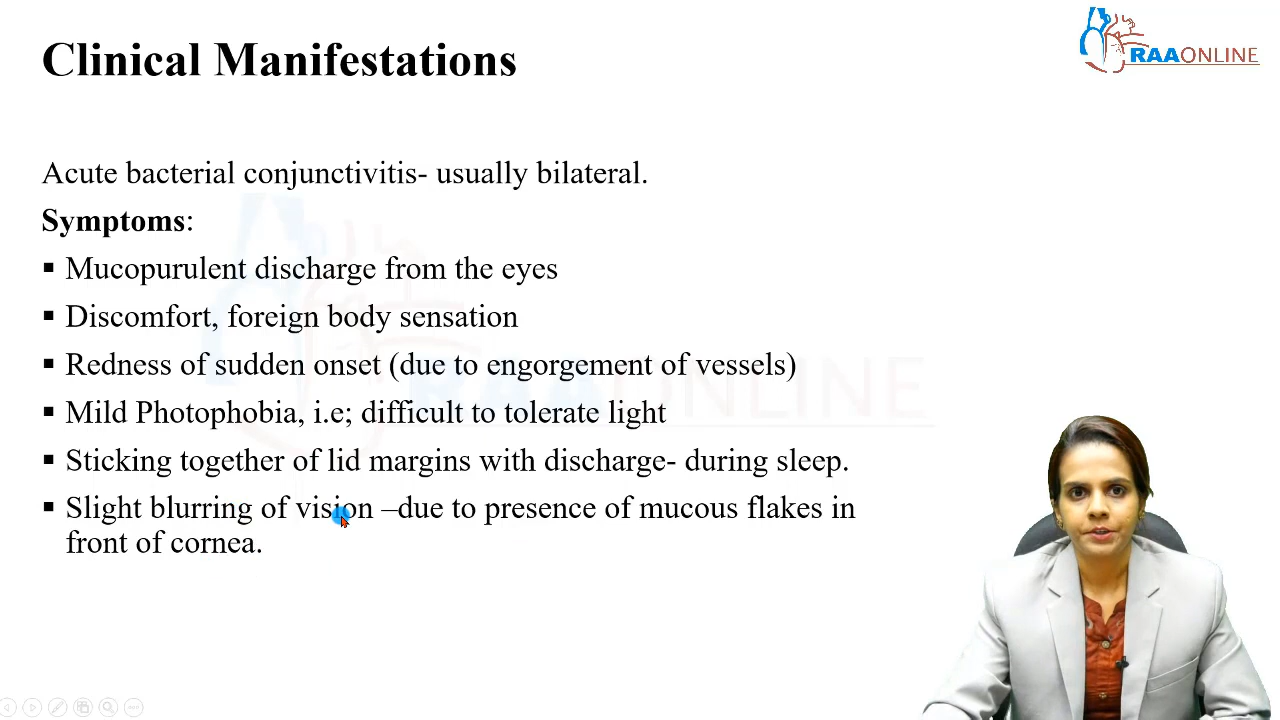 Clinical Manifestations
RAAONLINE
Acute bacterial conjunctivitis- usually bilateral.
Symptoms:
▪ Mucopurulent discharge from the eyes
▪ Discomfort, foreign body sensation
▪ Redness of sudden onset (due to engorgement of vessels)
▪ Mild Photophobia, i.e; difficult to tolerate light
▪ Sticking together of lid margins with discharge- during sleep.
▪ Slight blurring of vision –due to presence of mucous flakes in
front of cornea.
RAAONLINE